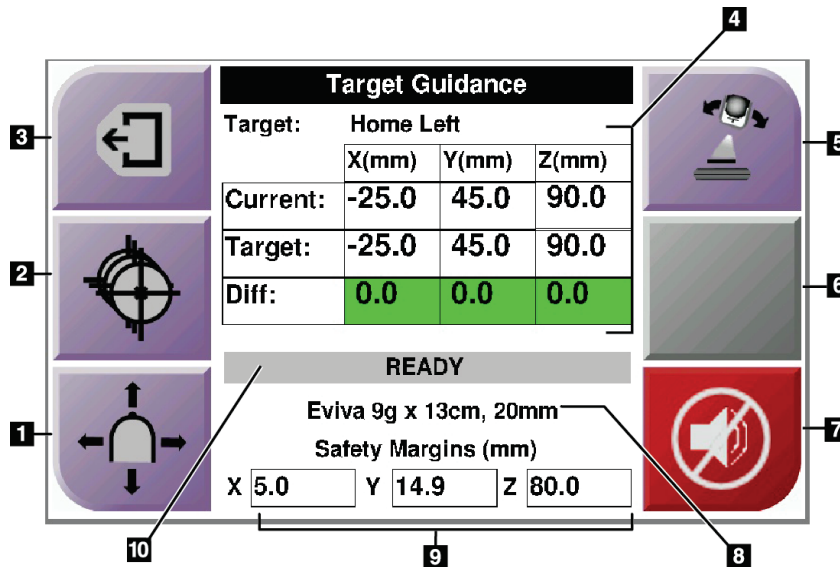 4
Target Guidance
3
Target: Home Left
5
X(mm) Y(mm) Z(mm)
Current: -25.0 45.0 90.0
Target: -25.0 45.0 90.0
2
6
Diff: 0.0 0.0 0.0
READY
Eviva 9g x 13cm, 20mm
1
7
Safety Margins (mm)
X 5.0 Y 14.9 Z 80.0
10
9
8